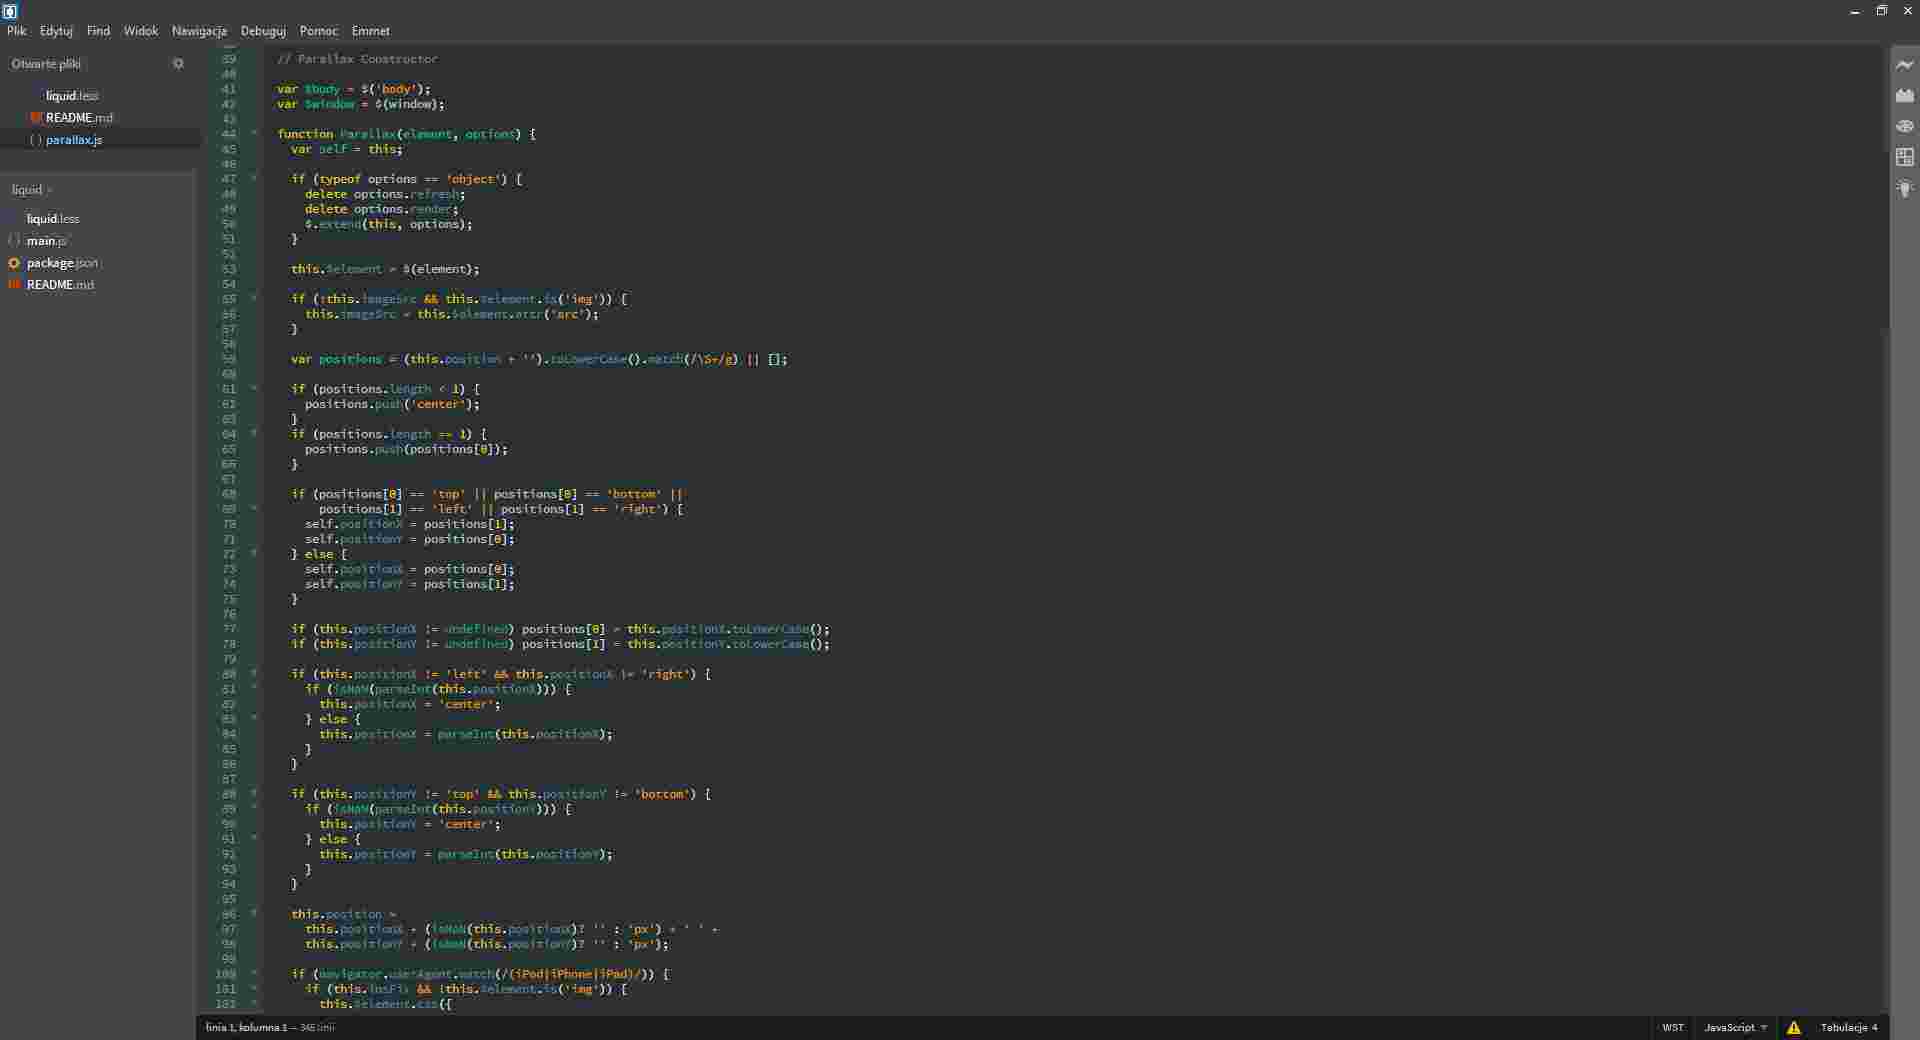 Plik Edytuj Find Widok Nawigacja Debuguj Pomoc Emmet
Otwarte pliki
liquid.less
README.md
parallax.js
liquid
liquid.less
main.js
package.json
README.md
39 // Parallax Constructor
40
41 var $body = $('body');
42 var $window = $(window);
43
44 function Parallax(element, options) {
45 var self = this;
46
47 if (typeof options == 'object') {
48 delete options.refresh;
49 delete options.render;
50 $.extend(this, options);
51 }
52
53 this.$element = $(element);
54
55 if (!this.imageSrc && this.$element.is('img')) {
56 this.imageSrc = this.$element.attr('src');
57 }
58
59 var positions = (this.position + '').toLowerCase().match(/\S+/g) || [];
60
61 if (positions.length < 1) {
62 positions.push('center');
63 }
64 if (positions.length == 1) {
65 positions.push(positions[0]);
66 }
67
68 if (positions[0] == 'top' || positions[0] == 'bottom' ||
69 positions[1] == 'left' || positions[1] == 'right') {
70 self.positionX = positions[1];
71 self.positionY = positions[0];
72 } else {
73 self.positionX = positions[0];
74 self.positionY = positions[1];
75 }
76
77 if (this.positionX != undefined) positions[0] = this.positionX.toLowerCase();
78 if (this.positionY != undefined) positions[1] = this.positionY.toLowerCase();
79
80 if (this.positionX != 'left' && this.positionX != 'right') {
81 if (isNaN(parseInt(this.positionX))) {
82 this.positionX = 'center';
83 } else {
84 this.positionX = parseInt(this.positionX);
85 }
86 }
87
88 if (this.positionY != 'top' && this.positionY != 'bottom') {
89 if (isNaN(parseInt(this.positionY))) {
90 this.positionY = 'center';
91 } else {
92 this.positionY = parseInt(this.positionY);
93 }
94 }
95
96 this.position =
97 this.positionX + (isNaN(this.positionX)? '' : 'px') + ' ' +
98 this.positionY + (isNaN(this.positionY)? '' : 'px');
99
100 if (navigator.userAgent.match(/(iPod|iPhone|iPad)/)) {
101 if (this.iosFix && !this.$element.is('img')) {
102 this.$element.css({
linia 1, kolumna 1 — 345 linii
WST JavaScript Tabulacje 4